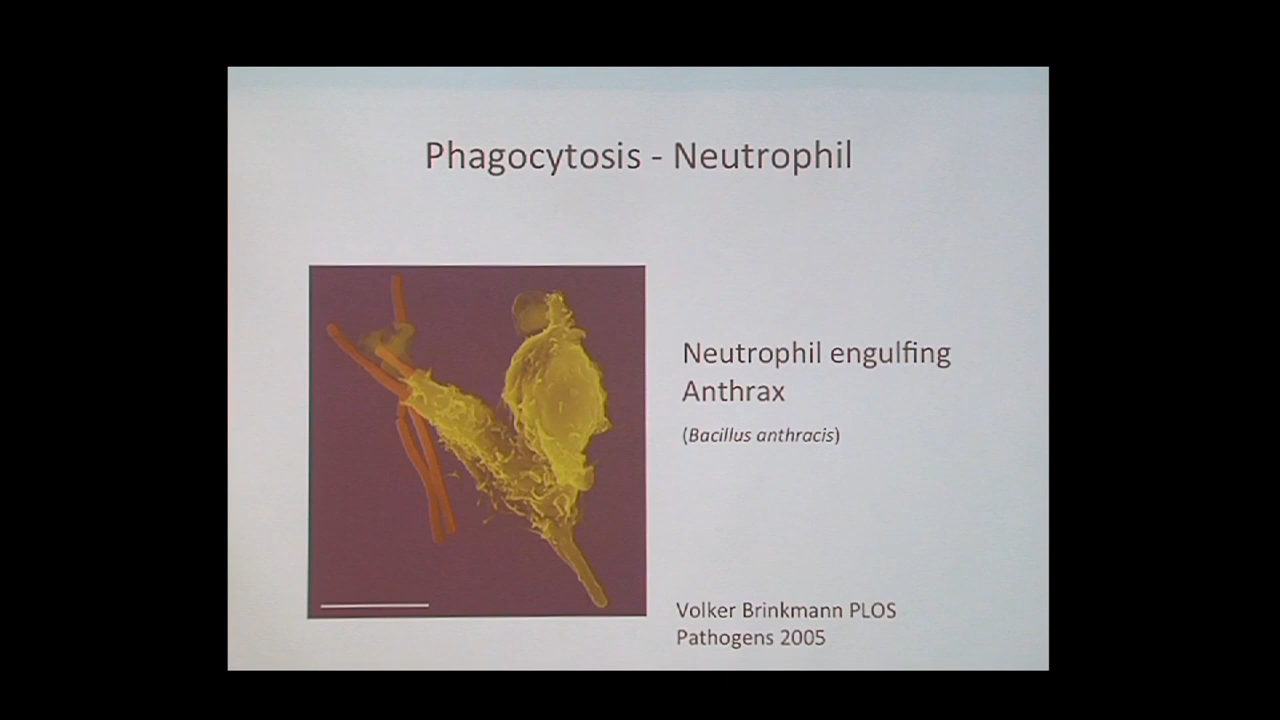 Phagocytosis - Neutrophil
Neutrophil engulfing
Anthrax
(Bacillus anthracis)
Volker Brinkmann PLOS
Pathogens 2005